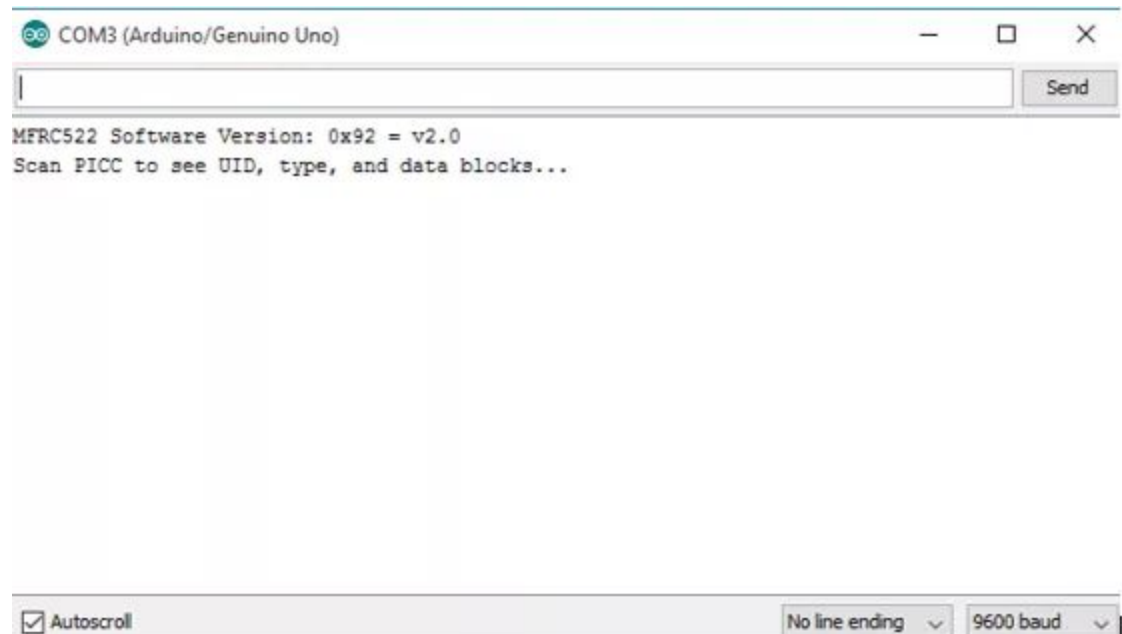 COM3 (Arduino/Genuino Uno)
Send
MFRC522 Software Version: 0x92 = v2.0
Scan PICC to see UID, type, and data blocks...
Autoscroll
No line ending
9600 baud